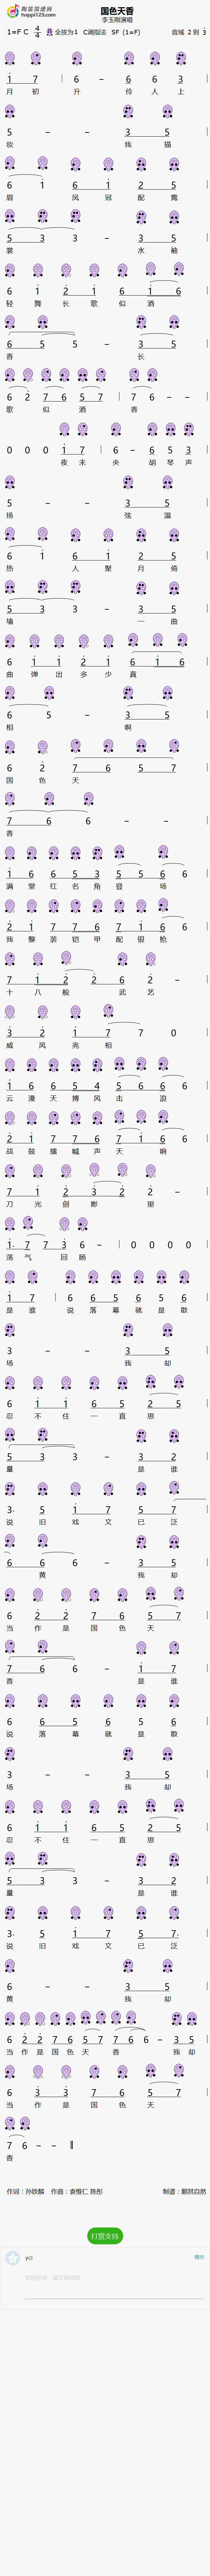 陶笛简谱网
happi123.com
国色天香
李玉刚演唱
1=F C 4/4 全按为1 C调指法 SF (1=F) 音域 2 到 3
1 7 | 6 - 6 6 3
月 初 升 伶 人 上
5 - - 3 5 |
妆 我 描
6 1 6 1 2 5 |
眉 凤 冠 配 霓
5 3 3 - 3 5 |
裳 水 袖
6 1 2 1 6 1 6 |
轻 舞 长 歌 似 酒
6 5 5 - 3 5 |
香 长
6 2 7 6 5 7 | 7 6 - - |
歌 似 酒 香
0 0 0 1 7 | 6 - 6 5 3 |
夜 未 央 胡 琴 声
5 - - 3 5 |
扬 弦 温
6 1 6 1 2 5 |
热 人 聚 月 倚
5 3 3 - 3 5 |
墙 一 曲
6 1 1 2 1 6 1 6 |
曲 弹 出 多 少 真
6 5 - 3 5 |
相 啊
6 2 7 6 5 7 |
国 色 天
7 6 6 - - |
香
1 6 6 5 3 5 5 6 6 |
满 堂 红 名 角 登 场
2 1 7 7 6 7 1 6 6 |
我 整 装 铠 甲 配 银 枪
7 1 2 2 6 2 - |
十 八 般 武 艺
3 2 1 7 7 0 |
威 风 亮 相
1 6 6 5 4 5 6 6 6 |
云 漫 天 搏 风 击 浪
2 1 7 7 6 7 1 6 6 |
战 鼓 擂 喊 声 天 响
7 1 2 3 2 2 - |
刀 光 剑 影 里
1. 7 7 3 6 - | 0 0 0 0 |
荡 气 回 肠
1 7 | 6 6 5 6 5 6 |
是 谁 说 落 幕 就 是 散
3 - - 3 5 |
场 我 却
6 1 1 6 5 2 5 |
忍 不 住 一 直 思
5 3 3 - 3 2 |
量 是 谁
3. 5 1 7 5 7 |
说 旧 戏 文 已 泛
6 6 6 - 3 5 |
黄 我 却
6 2 2 7 6 5 7 |
当 作 是 国 色 天
7 6 6 - 1 7 |
香 是 谁
6 6 5 6 5 6 |
说 落 幕 就 是 散
3 - - 3 5 |
场 我 却
6 1 1 6 5 2 5 |
忍 不 住 一 直 思
5 3 3 - 3 2 |
量 是 谁
3. 5 1 7 5 7. |
说 旧 戏 文 已 泛
6 - - 3 5 |
黄 我 却
6 2 2 7 6 5 7 7 6 6 - 3 5 |
当 作 是 国 色 天 香 我 却
6 3 3 7 6 5 7 |
当 作 是 国 色 天
7 6 - - ‖
香
作词：孙铁麟 作曲：袁惟仁 陈彤 制谱：顺其自然
打赏支持
ycl